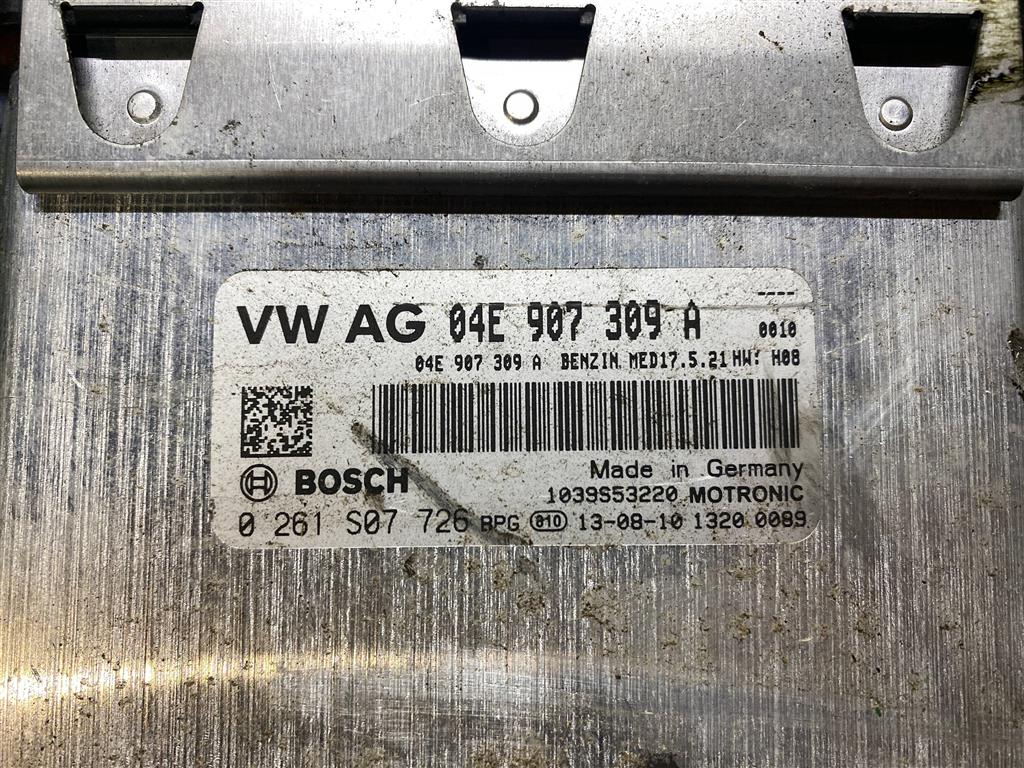 ----
VW AG 04E 907 309 A 0010
04E 907 309 A BENZIN MED17.5.21 HW: H08
BOSCH
Made in Germany
1039S53220 MOTRONIC
0 261 S07 726 RPG 810 13-08-10 1320 0089